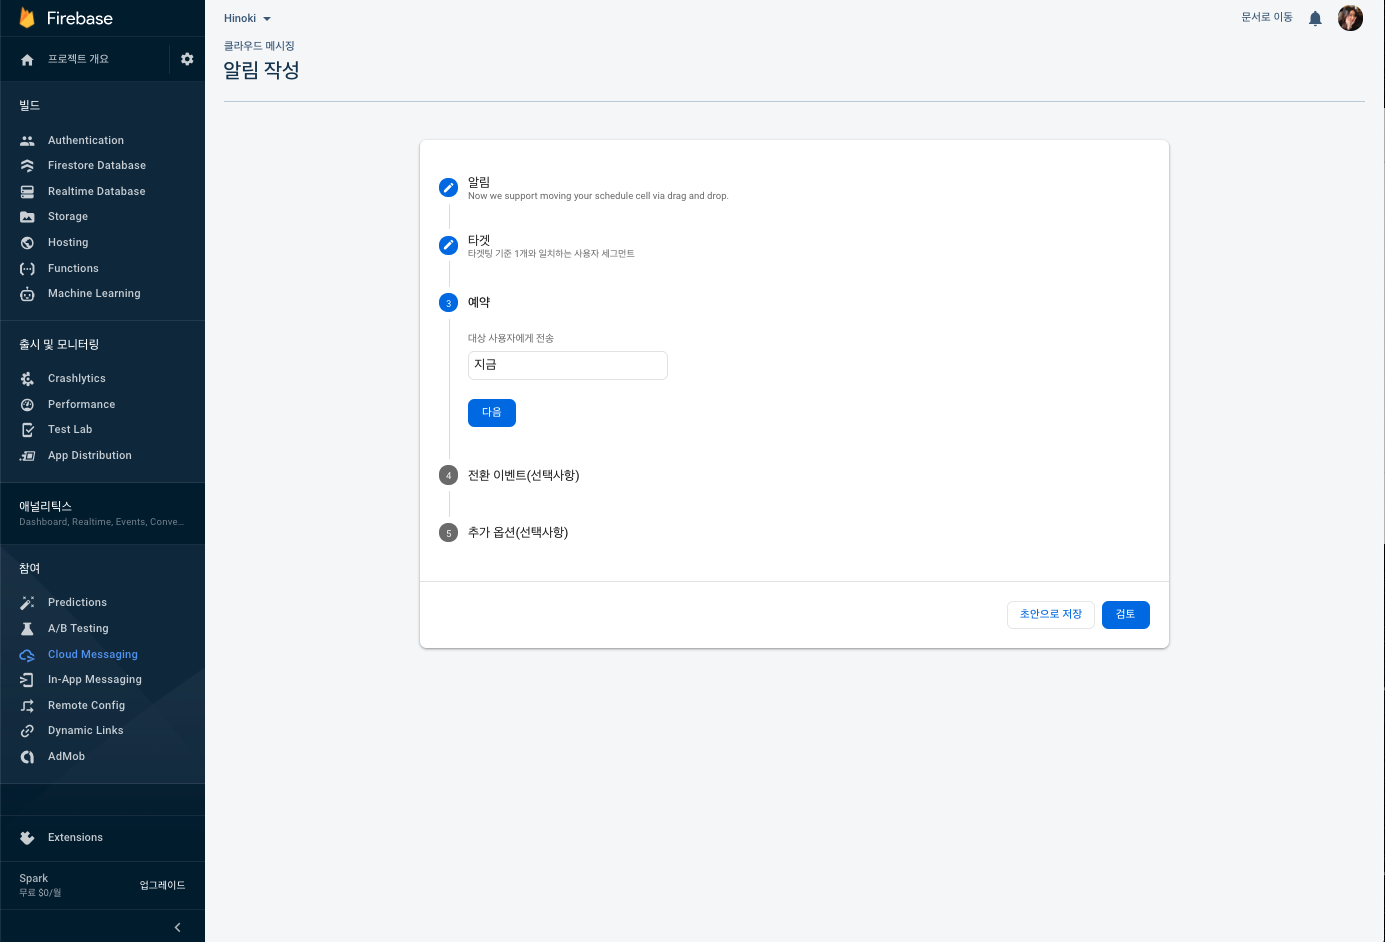 Firebase
프로젝트 개요
빌드
Authentication
Firestore Database
Realtime Database
Storage
Hosting
Functions
Machine Learning
출시 및 모니터링
Crashlytics
Performance
Test Lab
App Distribution
애널리틱스
Dashboard, Realtime, Events, Conve...
참여
Predictions
A/B Testing
Cloud Messaging
In-App Messaging
Remote Config
Dynamic Links
AdMob
Extensions
Spark
무료 $0/월
업그레이드
Hinoki
문서로 이동
클라우드 메시징
알림 작성
알림
Now we support moving your schedule cell via drag and drop.
타겟
타겟팅 기준 1개와 일치하는 사용자 세그먼트
3 예약
대상 사용자에게 전송
지금
다음
4 전환 이벤트(선택사항)
5 추가 옵션(선택사항)
초안으로 저장
검토